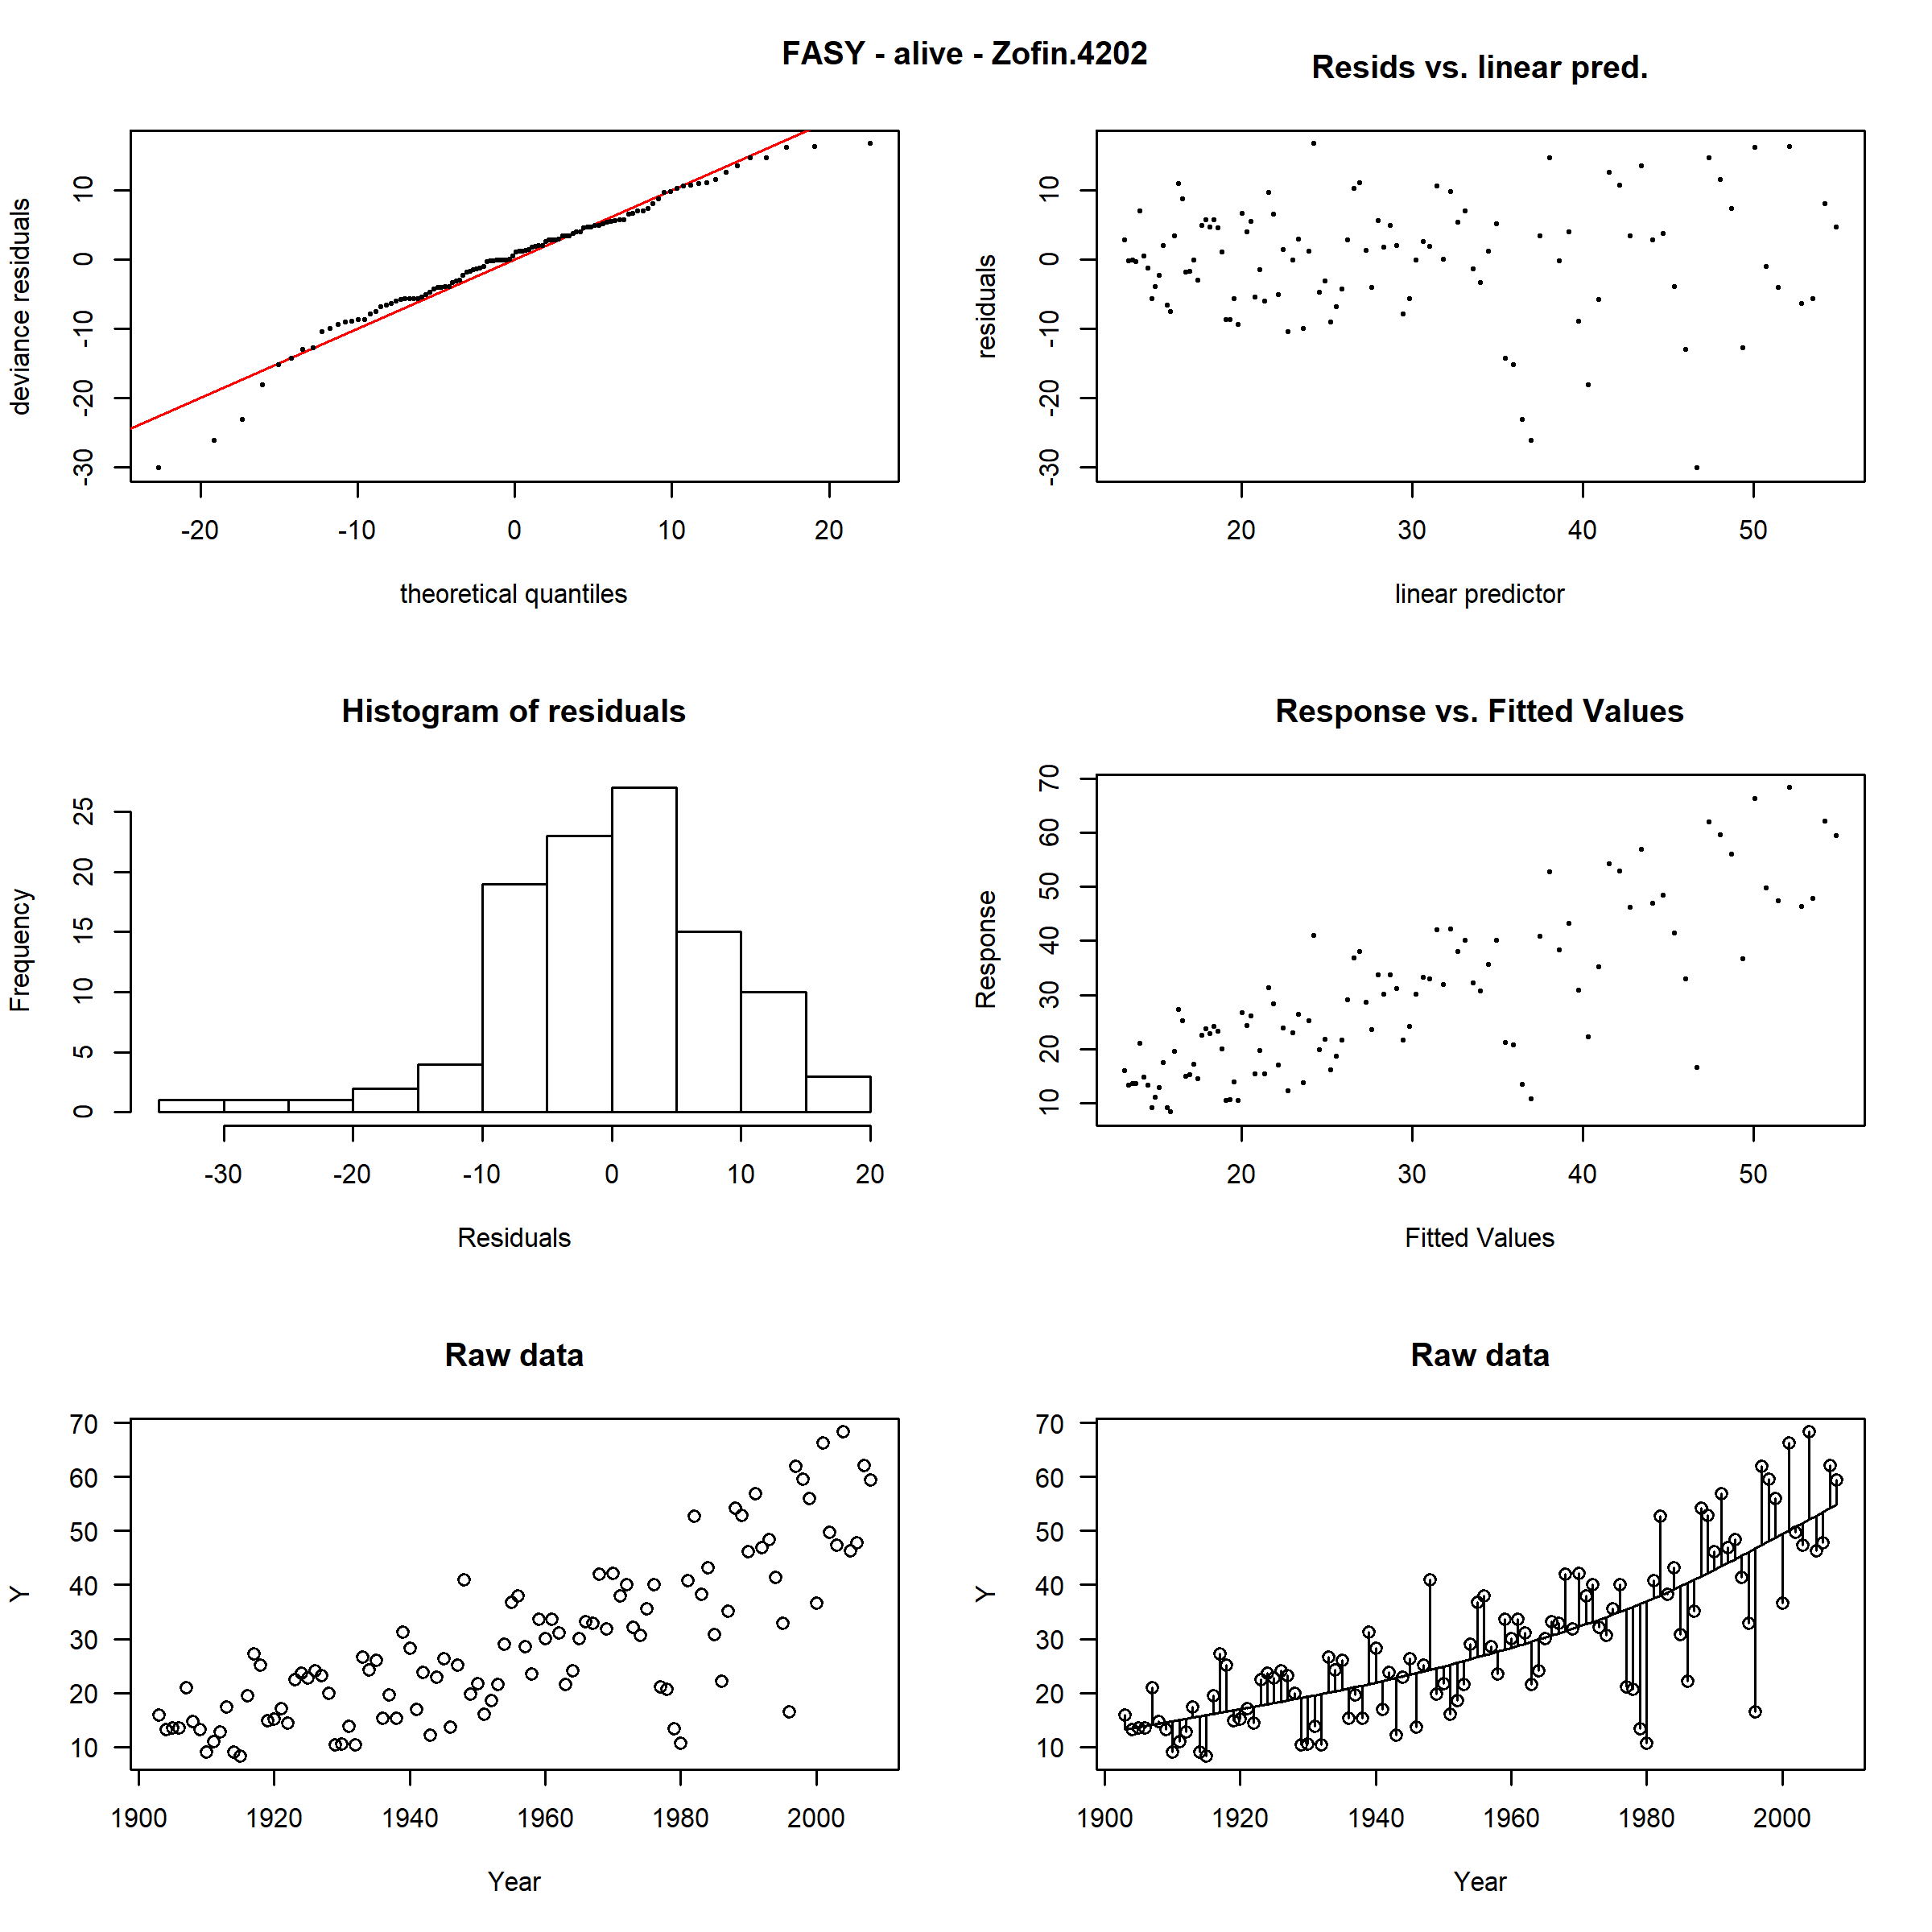 FASY - alive - Zofin.4202
Resids vs. linear pred.
deviance residuals
-30 -20 -10 0 10
-20 -10 0 10 20
theoretical quantiles
residuals
-30 -20 -10 0 10
20 30 40 50
linear predictor
Histogram of residuals
Frequency
0 5 10 15 20 25
-30 -20 -10 0 10 20
Residuals
Response vs. Fitted Values
Response
10 20 30 40 50 60 70
20 30 40 50
Fitted Values
Raw data
Y
10 20 30 40 50 60 70
1900 1920 1940 1960 1980 2000
Year
Raw data
Y
10 20 30 40 50 60 70
1900 1920 1940 1960 1980 2000
Year